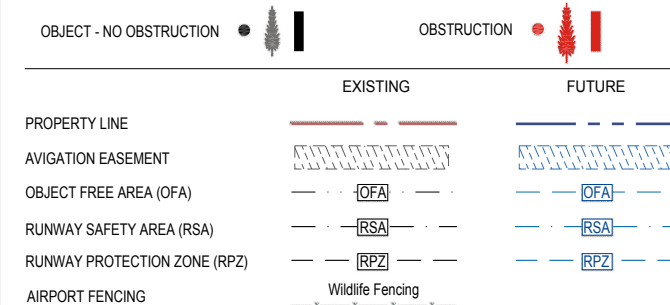 OBJECT - NO OBSTRUCTION OBSTRUCTION
EXISTING FUTURE
PROPERTY LINE
AVIGATION EASEMENT
OBJECT FREE AREA (OFA) OFA OFA
RUNWAY SAFETY AREA (RSA) RSA RSA
RUNWAY PROTECTION ZONE (RPZ) RPZ RPZ
AIRPORT FENCING Wildlife Fencing